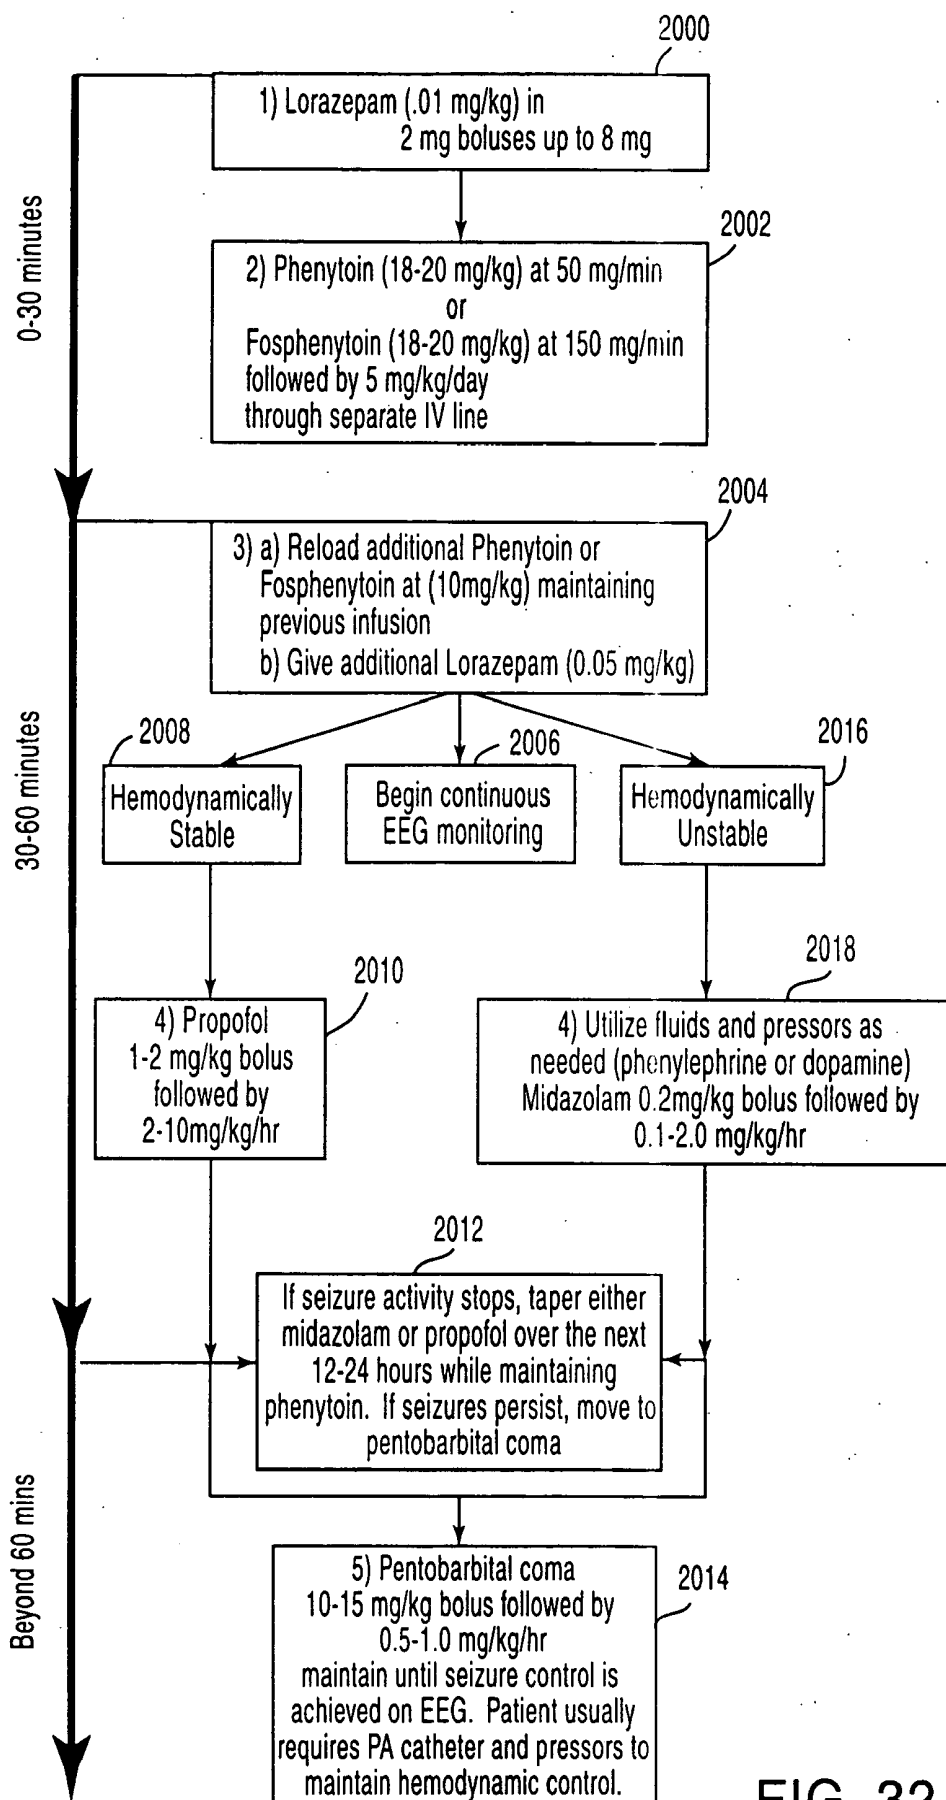 2000
1) Lorazepam (.01 mg/kg) in
2 mg boluses up to 8 mg
0-30 minutes
2002
2) Phenytoin (18-20 mg/kg) at 50 mg/min
or
Fosphenytoin (18-20 mg/kg) at 150 mg/min
followed by 5 mg/kg/day
through separate IV line
2004
3) a) Reload additional Phenytoin or
Fosphenytoin at (10mg/kg) maintaining
previous infusion
b) Give additional Lorazepam (0.05 mg/kg)
30-60 minutes
2008
Hemodynamically
Stable
2006
Begin continuous
EEG monitoring
2016
Hemodynamically
Unstable
2010
4) Propofol
1-2 mg/kg bolus
followed by
2-10mg/kg/hr
2018
4) Utilize fluids and pressors as
needed (phenylephrine or dopamine)
Midazolam 0.2mg/kg bolus followed by
0.1-2.0 mg/kg/hr
2012
If seizure activity stops, taper either
midazolam or propofol over the next
12-24 hours while maintaining
phenytoin. If seizures persist, move to
pentobarbital coma
Beyond 60 mins
2014
5) Pentobarbital coma
10-15 mg/kg bolus followed by
0.5-1.0 mg/kg/hr
maintain until seizure control is
achieved on EEG. Patient usually
requires PA catheter and pressors to
maintain hemodynamic control.
FIG. 32